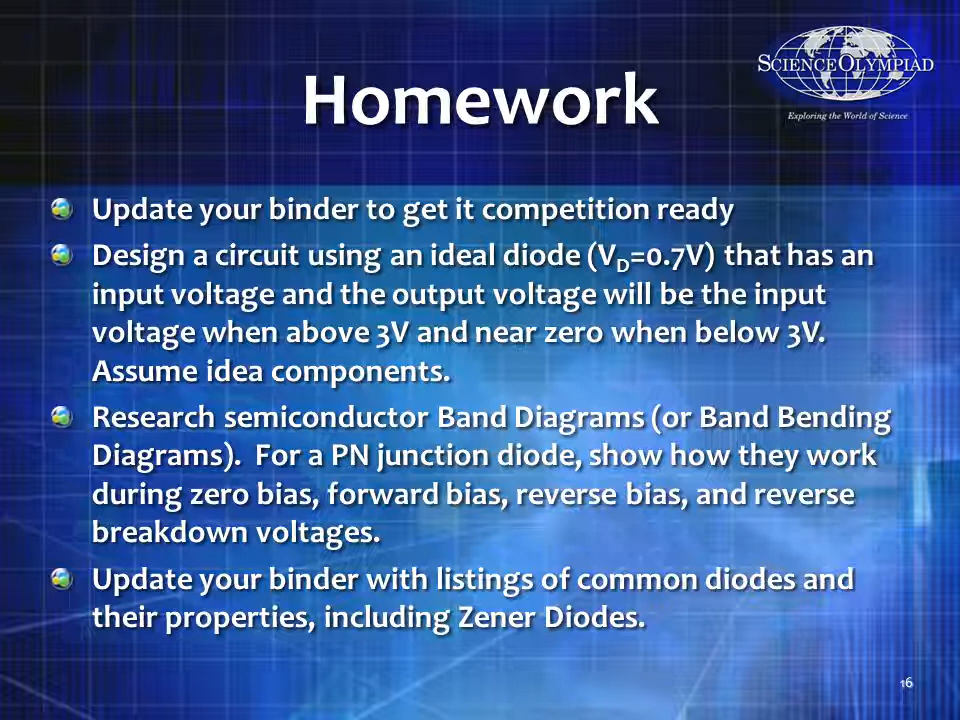 SCIENCEOLYMPIAD
Exploring the World of Science
Homework
Update your binder to get it competition ready
Design a circuit using an ideal diode (VD=0.7V) that has an
input voltage and the output voltage will be the input
voltage when above 3V and near zero when below 3V.
Assume idea components.
Research semiconductor Band Diagrams (or Band Bending
Diagrams).  For a PN junction diode, show how they work
during zero bias, forward bias, reverse bias, and reverse
breakdown voltages.
Update your binder with listings of common diodes and
their properties, including Zener Diodes.
16